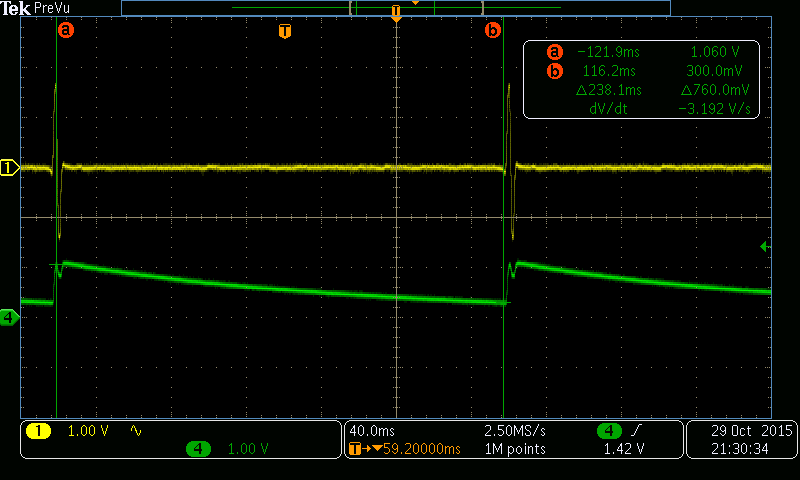 Tek PreVu
T
a T b
a −121.9ms 1.060 V
b 116.2ms 300.0mV
△238.1ms △760.0mV
dV/dt −3.192 V/s
1
4
1 1.00 V
4 1.00 V
40.0ms 2.50MS/s
T→▼59.20000ms 1M points
4 1.42 V
29 Oct 2015
21:30:34